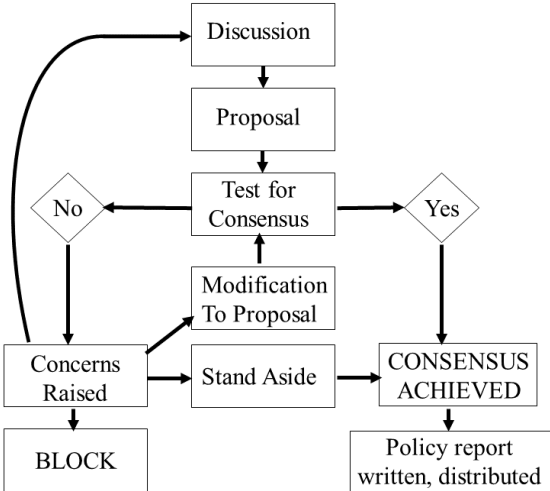 Discussion
Proposal
Test for
Consensus
No
Yes
Modification
To Proposal
Concerns
Raised
Stand Aside
CONSENSUS
ACHIEVED
BLOCK
Policy report
written, distributed